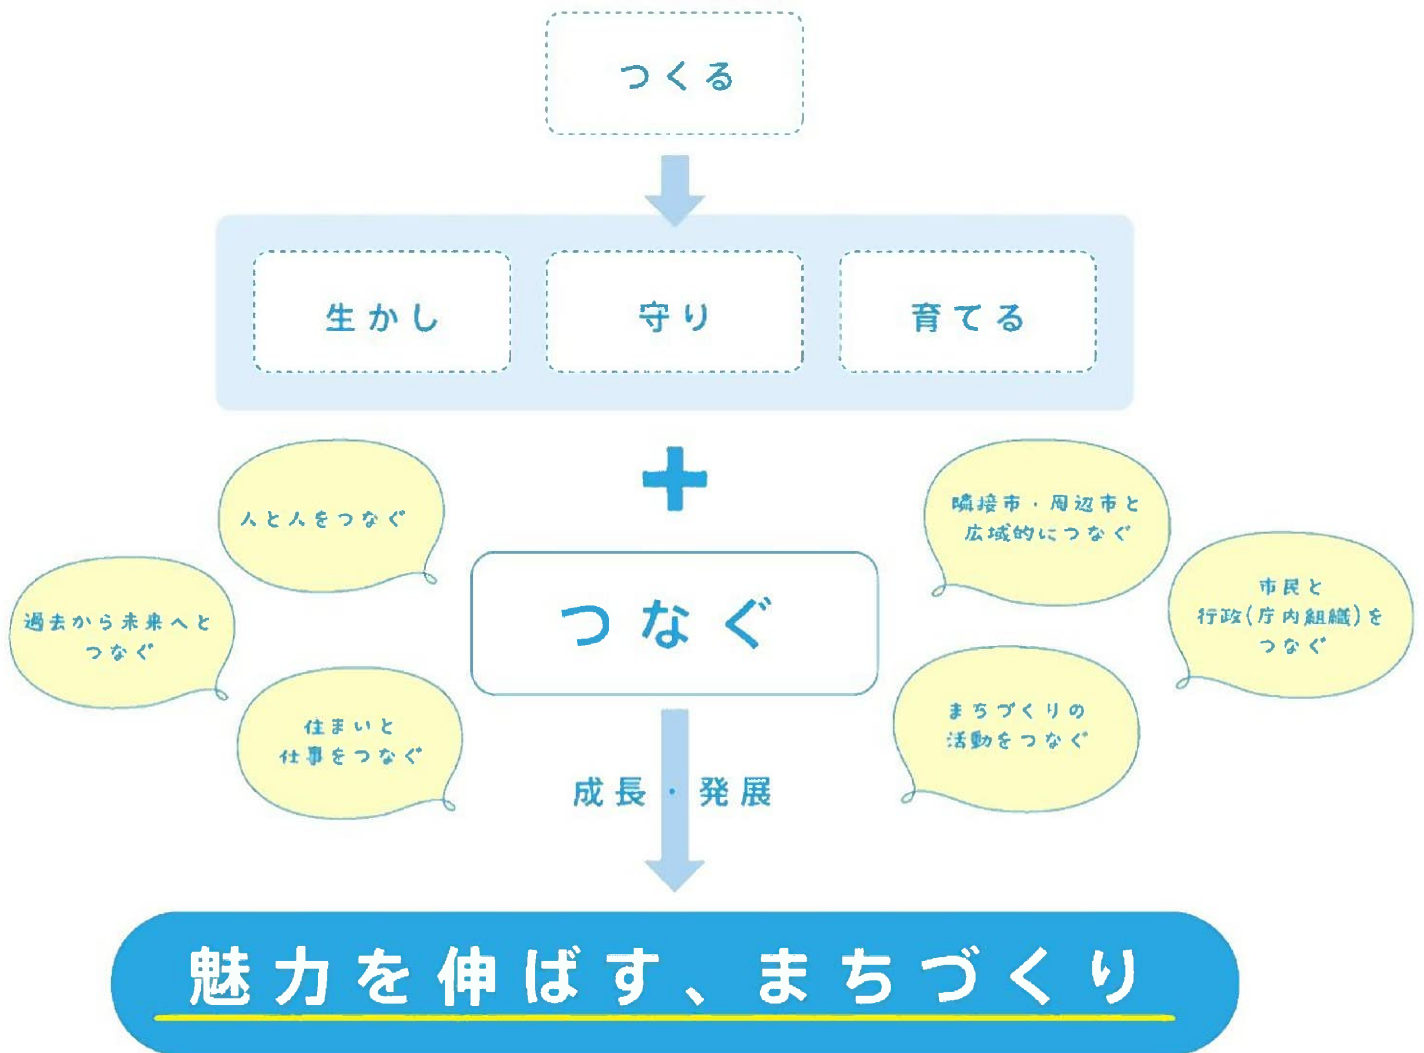 つくる
生かし
守り
育てる
人と人をつなぐ
過去から未来へと
つなぐ
住まいと
仕事をつなぐ
つなぐ
隣接市・周辺市と
広域的につなぐ
市民と
行政(庁内組織)を
つなぐ
まちづくりの
活動をつなぐ
成長・発展
魅力を伸ばす、まちづくり